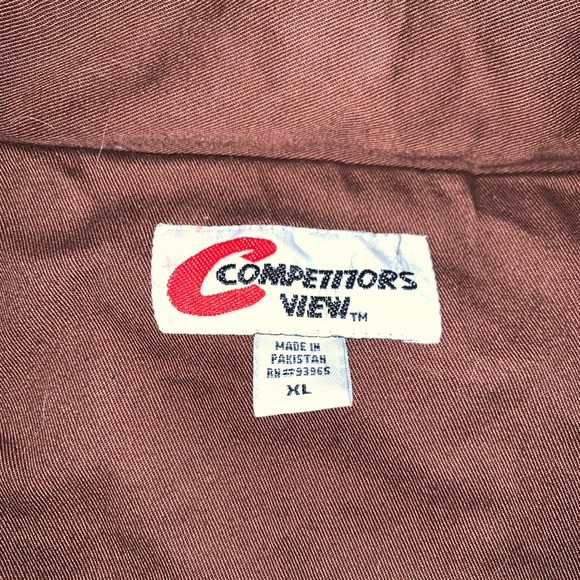 C COMPETITORS
VIEW™
MADE IN
PAKISTAN
RN#93965
XL